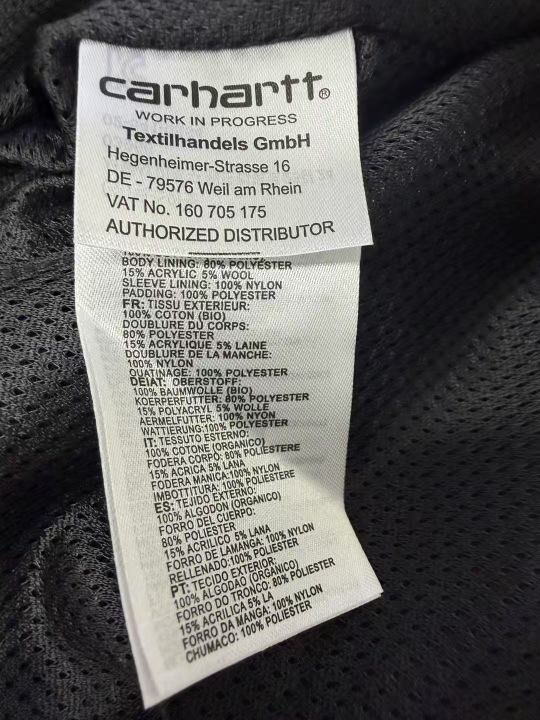 carhartt®
WORK IN PROGRESS
Textilhandels GmbH
Hegenheimer-Strasse 16
DE - 79576 Weil am Rhein
VAT No. 160 705 175
AUTHORIZED DISTRIBUTOR
BODY LINING: 80% POLYESTER
15% ACRYLIC 5% WOOL
SLEEVE LINING: 100% NYLON
PADDING: 100% POLYESTER
FR: TISSU EXTERIEUR:
100% COTON (BIO)
DOUBLURE DU CORPS:
80% POLYESTER
15% ACRYLIQUE 5% LAINE
DOUBLURE DE LA MANCHE:
100% NYLON
OUATINAGE: 100% POLYESTER
DE/AT: OBERSTOFF:
100% BAUMWOLLE (BIO)
KOERPERFUTTER: 80% POLYESTER
15% POLYACRYL 5% WOLLE
AERMELFUTTER: 100% NYON
WATTIERUNG:100% POLYESTER
IT: TESSUTO ESTERNO:
100% COTONE (ORGANICO)
FODERA CORPO: 80% POLIESTERE
15% ACRICA 5% LANA
FODERA MANICA:100% NYLON
IMBOTTITURA: 100% POLIESTERE
ES: TEJIDO EXTERNO:
100% ALGODON (ORGANICO)
FORRO DEL CUERPO:
80% POLIESTER
15% ACRILICO 5% LANA
FORRO DE LAMANGA: 100% NYLON
RELLENADO:100% POLIESTER
PT: TECIDO EXTERIOR:
100% ALGODAO (ORGANICO)
FORRO DO TRONCO: 80% POLIESTER
15% ACRILICA 5% LA
FORRO DA MANGA: 100% NYLON
CHUMACO: 100% POLIESTER